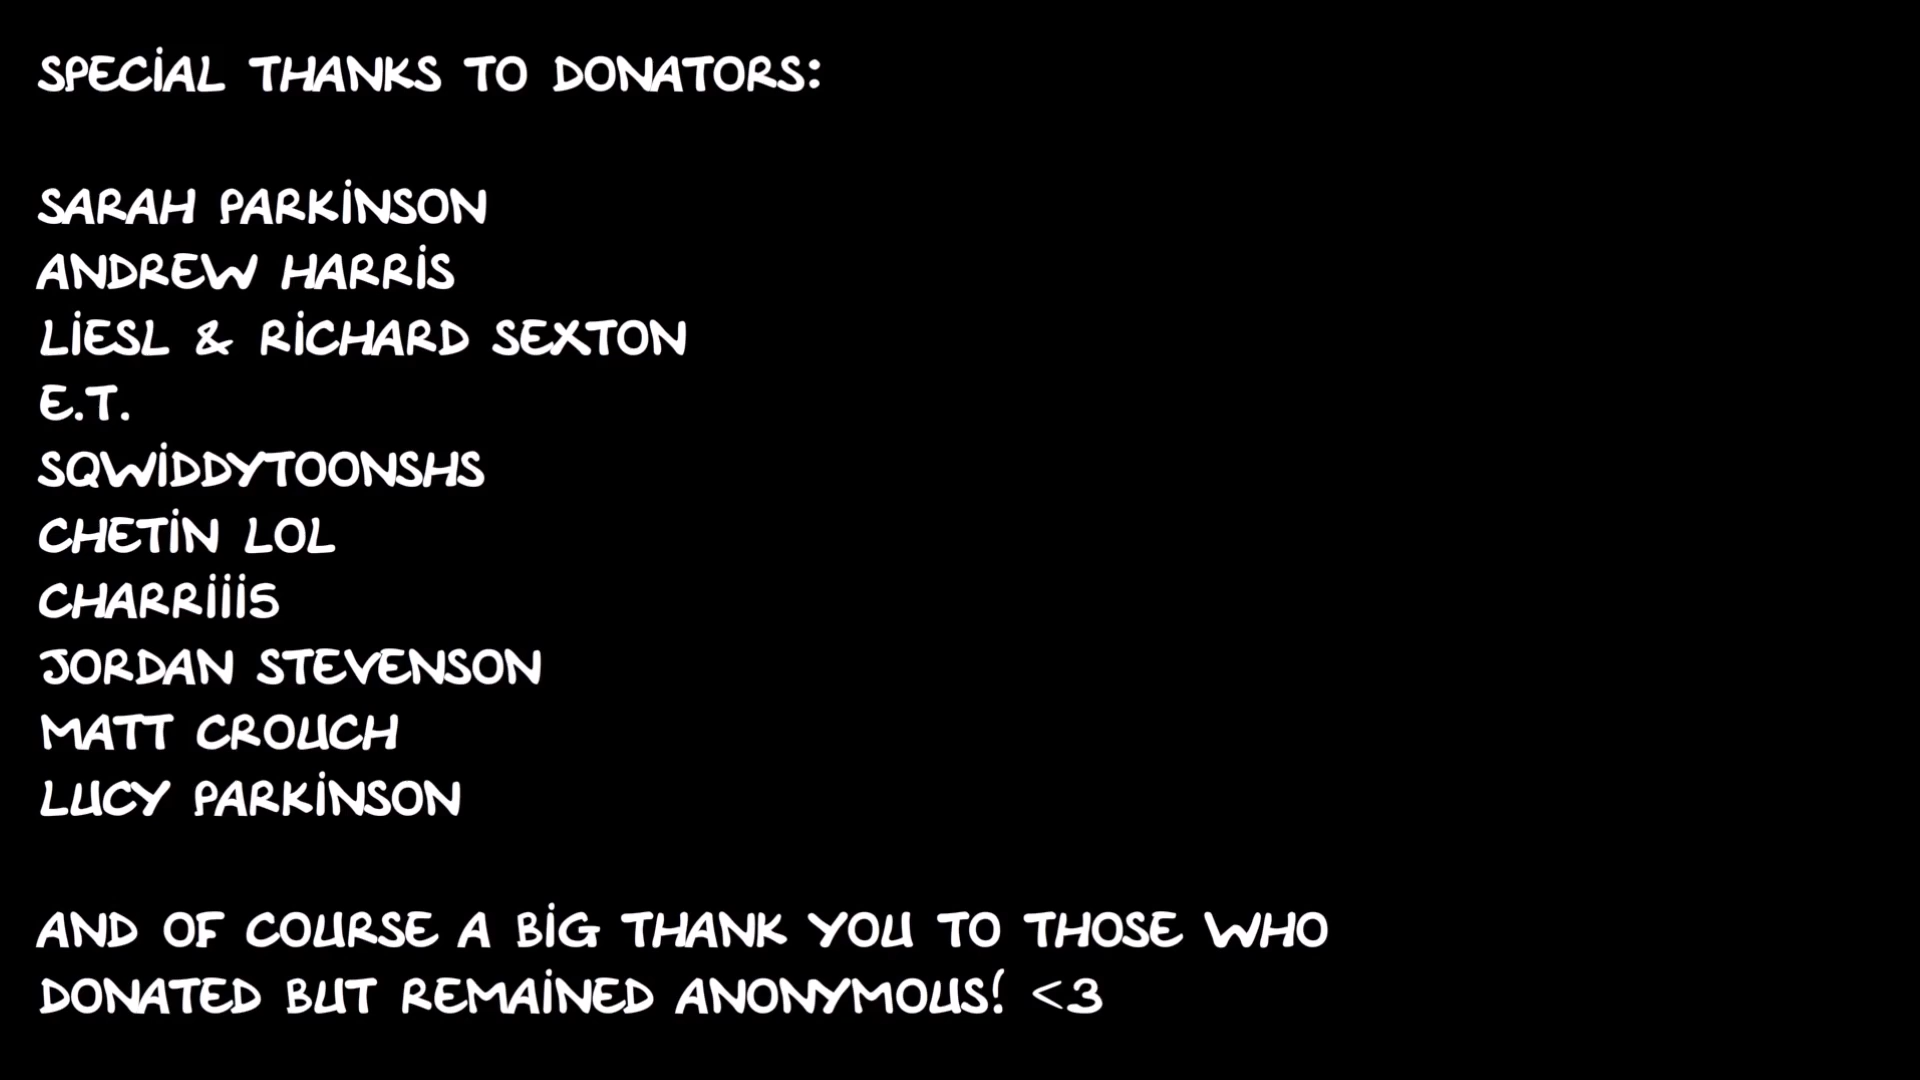 SPECIAL THANKS TO DONATORS:
SARAH PARKINSON
ANDREW HARRIS
LIESL & RICHARD SEXTON
E.T.
SQWIDDYTOONSHS
CHETIN LOL
CHARRIIIS
JORDAN STEVENSON
MATT CROUCH
LUCY PARKINSON
AND OF COURSE A BIG THANK YOU TO THOSE WHO
DONATED BUT REMAINED ANONYMOUS! <3